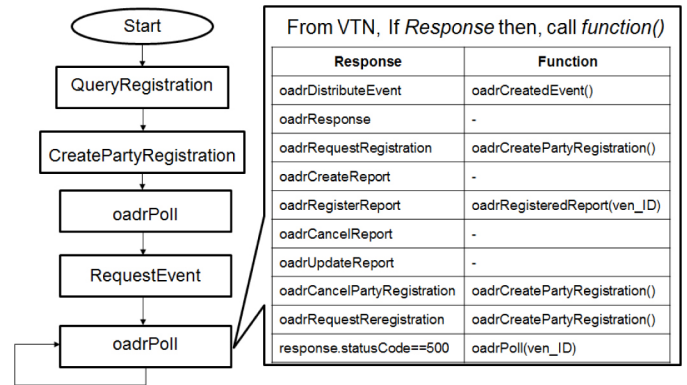 Start
QueryRegistration
CreatePartyRegistration
oadrPoll
RequestEvent
oadrPoll
From VTN, If Response then, call function()
Response Function
oadrDistributeEvent oadrCreatedEvent()
oadrResponse -
oadrRequestRegistration oadrCreatePartyRegistration()
oadrCreateReport -
oadrRegisterReport oadrRegisteredReport(ven_ID)
oadrCancelReport -
oadrUpdateReport -
oadrCancelPartyRegistration oadrCreatePartyRegistration()
oadrRequestReregistration oadrCreatePartyRegistration()
response.statusCode==500 oadrPoll(ven_ID)